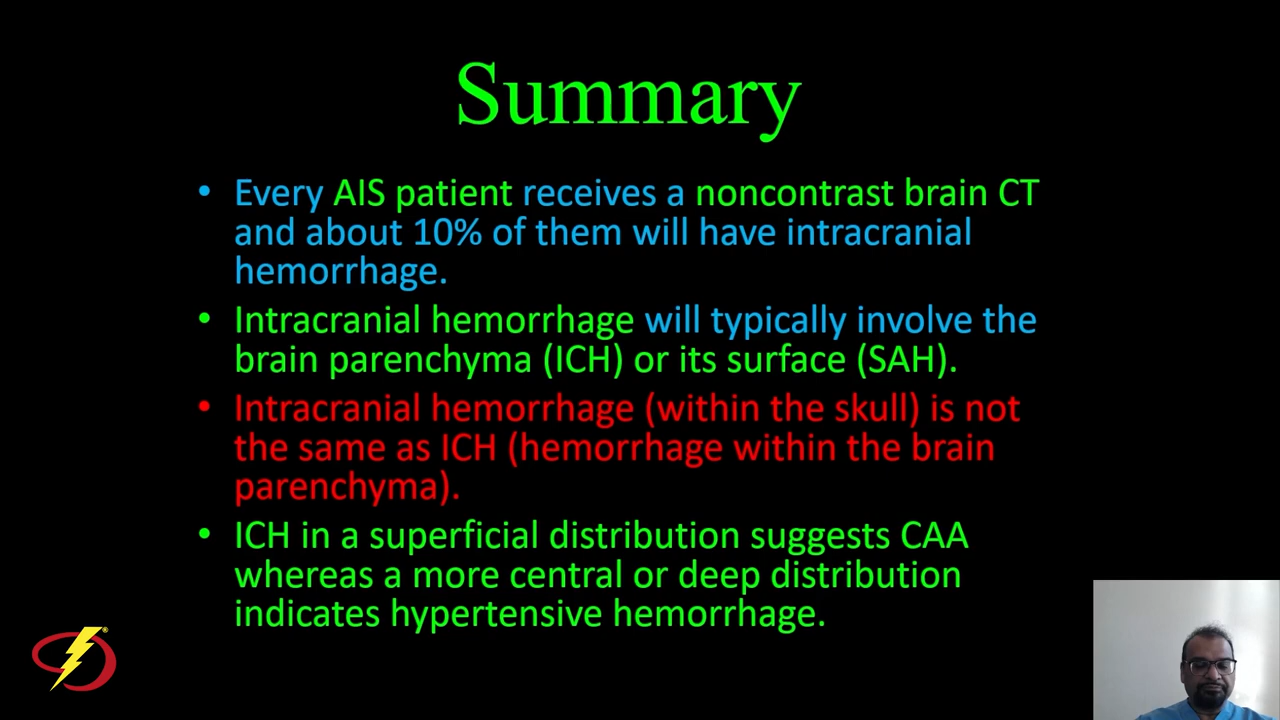 Summary
• Every AIS patient receives a noncontrast brain CT
and about 10% of them will have intracranial
hemorrhage.
• Intracranial hemorrhage will typically involve the
brain parenchyma (ICH) or its surface (SAH).
• Intracranial hemorrhage (within the skull) is not
the same as ICH (hemorrhage within the brain
parenchyma).
• ICH in a superficial distribution suggests CAA
whereas a more central or deep distribution
indicates hypertensive hemorrhage.
®